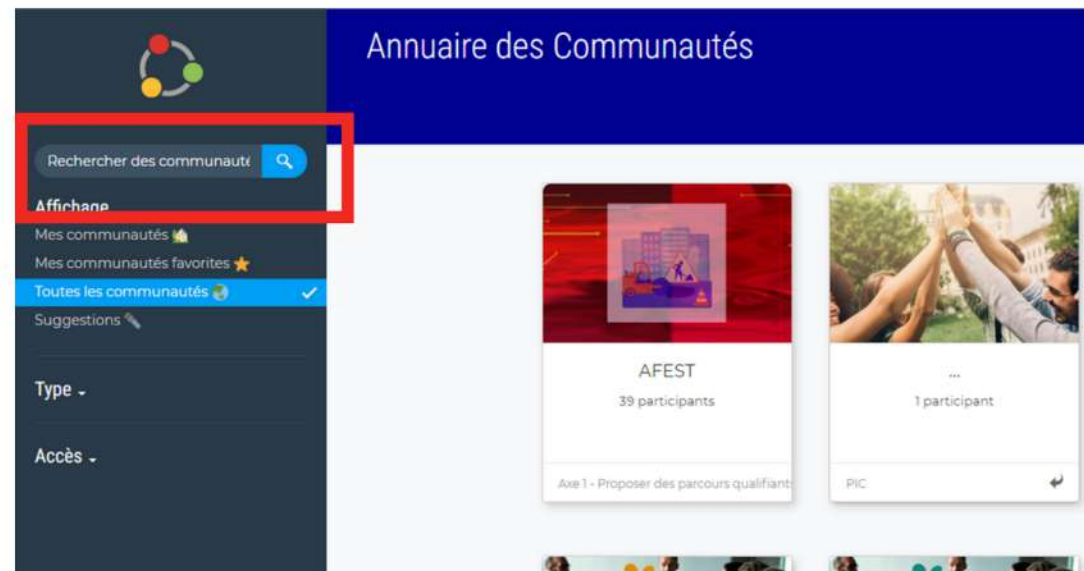 Annuaire des Communautés
Rechercher des communauté
Affichage
Mes communautés
Mes communautés favorites
Toutes les communautés
Suggestions
Type
Accès
AFEST
39 participants
Axe 1 - Proposer des parcours qualifiants
...
1 participant
PIC